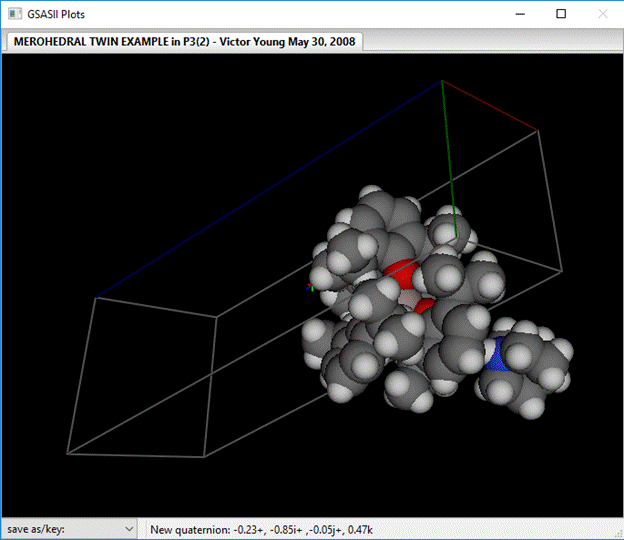 GSASII Plots
MEROHEDRAL TWIN EXAMPLE in P3(2) - Victor Young May 30, 2008
save as/key:
New quaternion: -0.23+, -0.85i+ ,-0.05j+, 0.47k